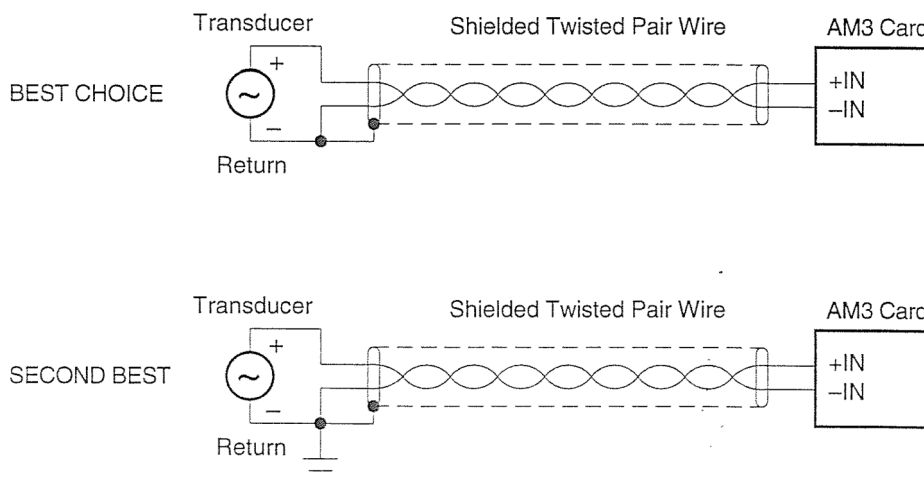 Transducer
Shielded Twisted Pair Wire
AM3 Card
BEST CHOICE
+
+IN
–IN
–
Return
Transducer
Shielded Twisted Pair Wire
AM3 Card
SECOND BEST
+
+IN
–IN
–
Return